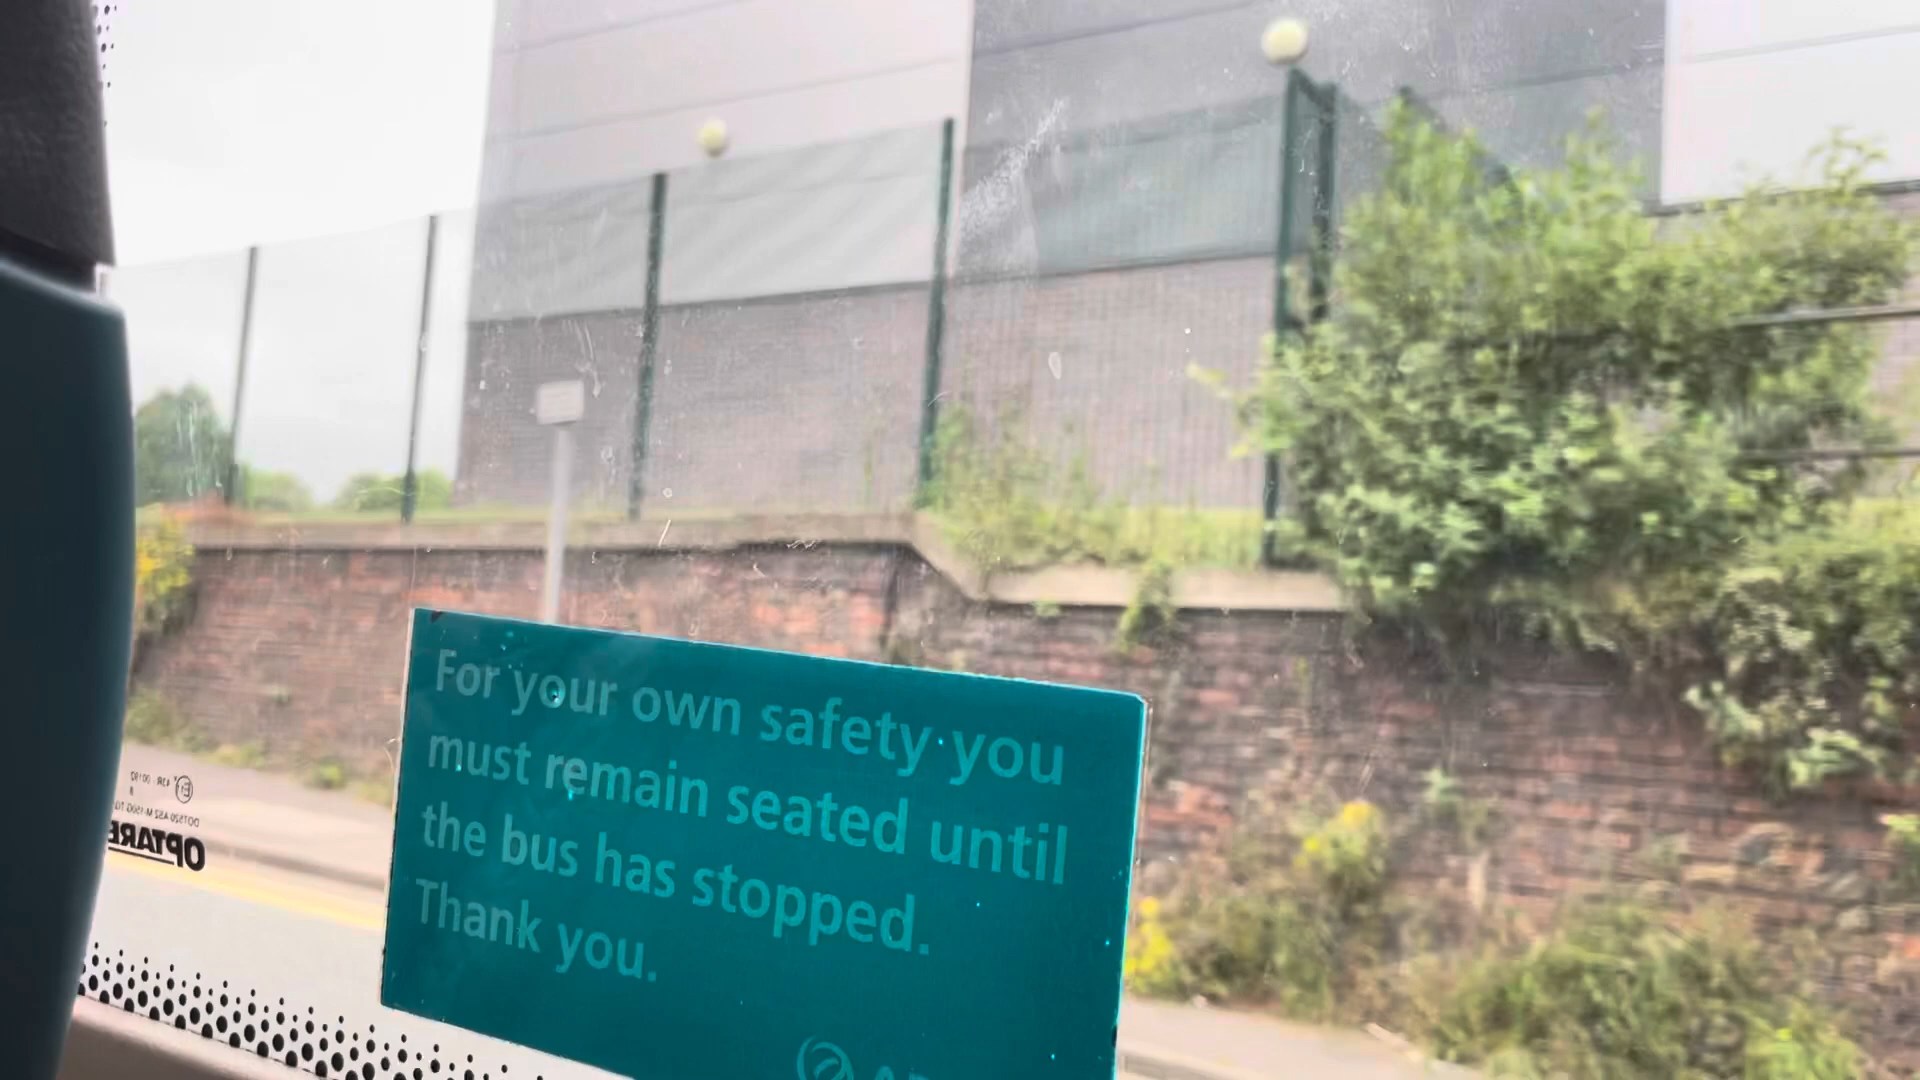 For your own safety you
must remain seated until
the bus has stopped.
Thank you.
OPTARE